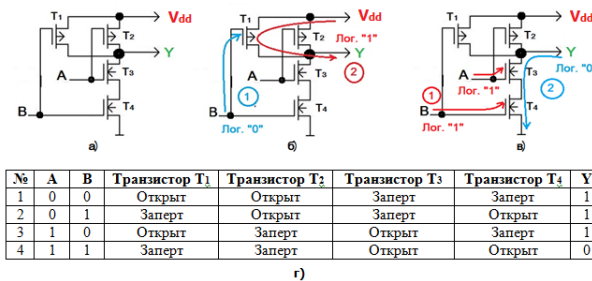 T1 Vdd T1 Vdd T1 Vdd
T2 Лог. "1" T2 T2
Y Y Y
A T3 A T3 2 A T3 Лог. "0"
Лог. "1" 2
B T4 1 B T4 1 B T4
Лог. "0" Лог. "1"
а) б) в)
№ A B Транзистор T1 Транзистор T2 Транзистор T3 Транзистор T4 Y
1 0 0 Открыт Открыт Заперт Заперт 1
2 0 1 Заперт Открыт Заперт Открыт 1
3 1 0 Открыт Заперт Открыт Заперт 1
4 1 1 Заперт Заперт Открыт Открыт 0
г)